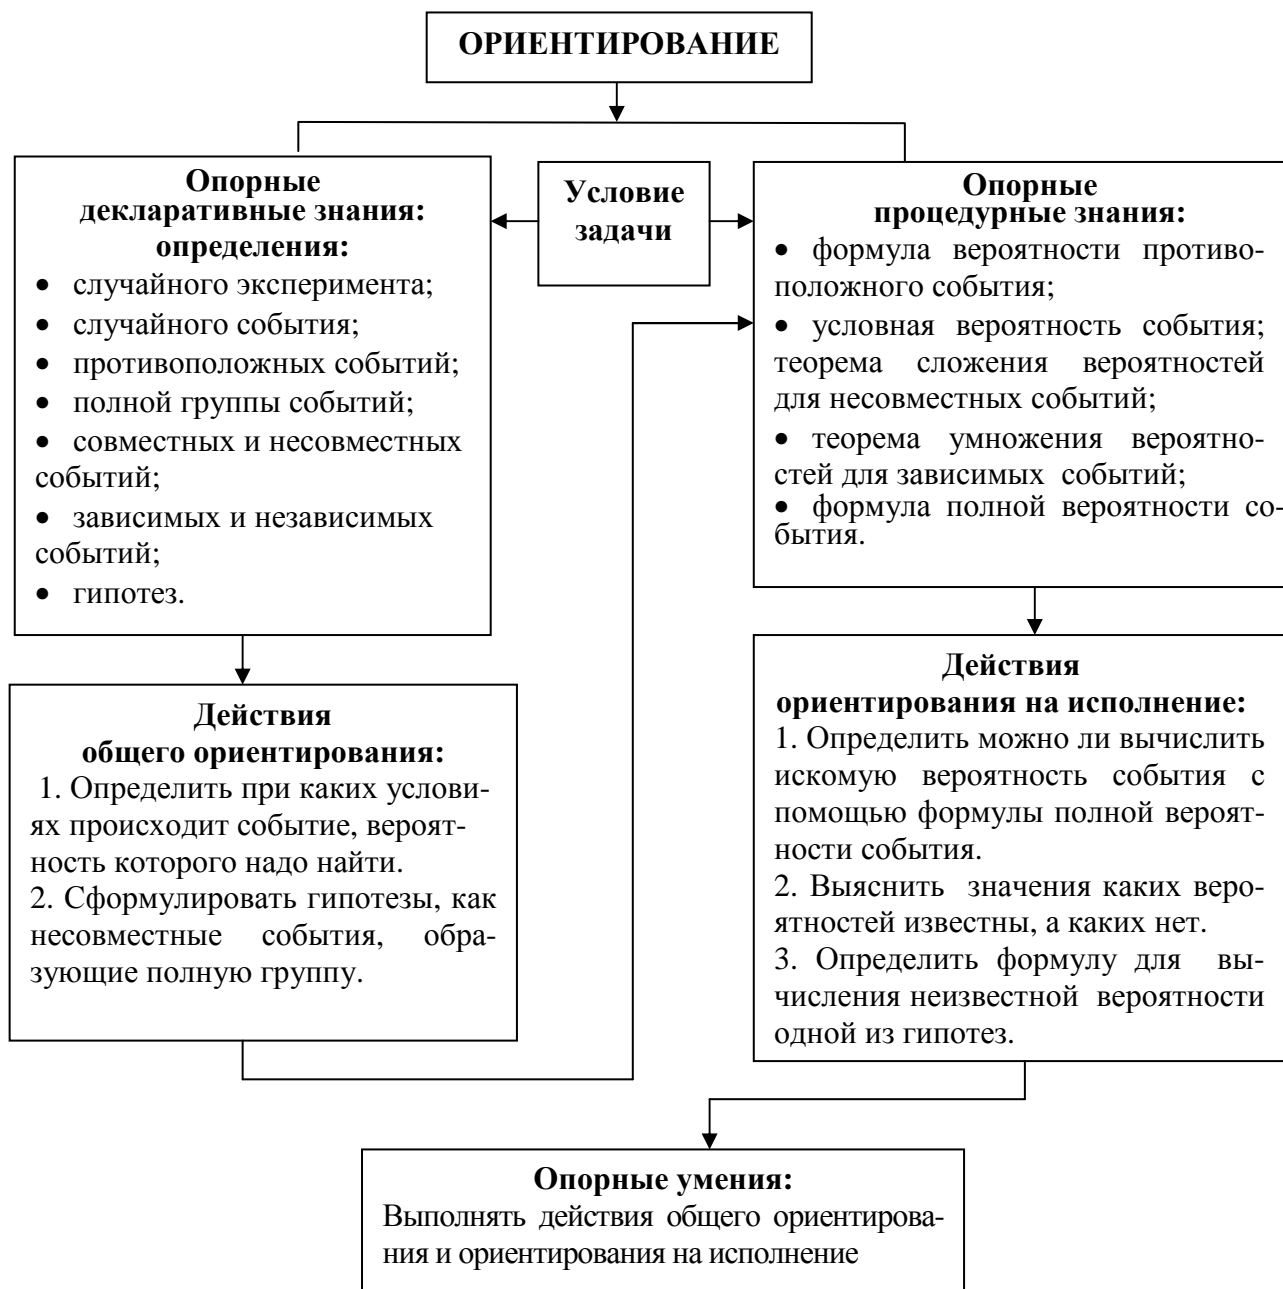 ОРИЕНТИРОВАНИЕ
Опорные
декларативные знания:
определения:
• случайного эксперимента;
• случайного события;
• противоположных событий;
• полной группы событий;
• совместных и несовместных
событий;
• зависимых и независимых
событий;
• гипотез.
Условие
задачи
Опорные
процедурные знания:
• формула вероятности противо-
положного события;
• условная вероятность события;
теорема сложения вероятностей
для несовместных событий;
• теорема умножения вероятно-
стей для зависимых событий;
• формула полной вероятности со-
бытия.
Действия
общего ориентирования:
1. Определить при каких услови-
ях происходит событие, вероят-
ность которого надо найти.
2. Сформулировать гипотезы, как
несовместные события, обра-
зующие полную группу.
Действия
ориентирования на исполнение:
1. Определить можно ли вычислить
искомую вероятность события с
помощью формулы полной вероят-
ности события.
2. Выяснить значения каких веро-
ятностей известны, а каких нет.
3. Определить формулу для вы-
числения неизвестной вероятности
одной из гипотез.
Опорные умения:
Выполнять действия общего ориентирова-
ния и ориентирования на исполнение